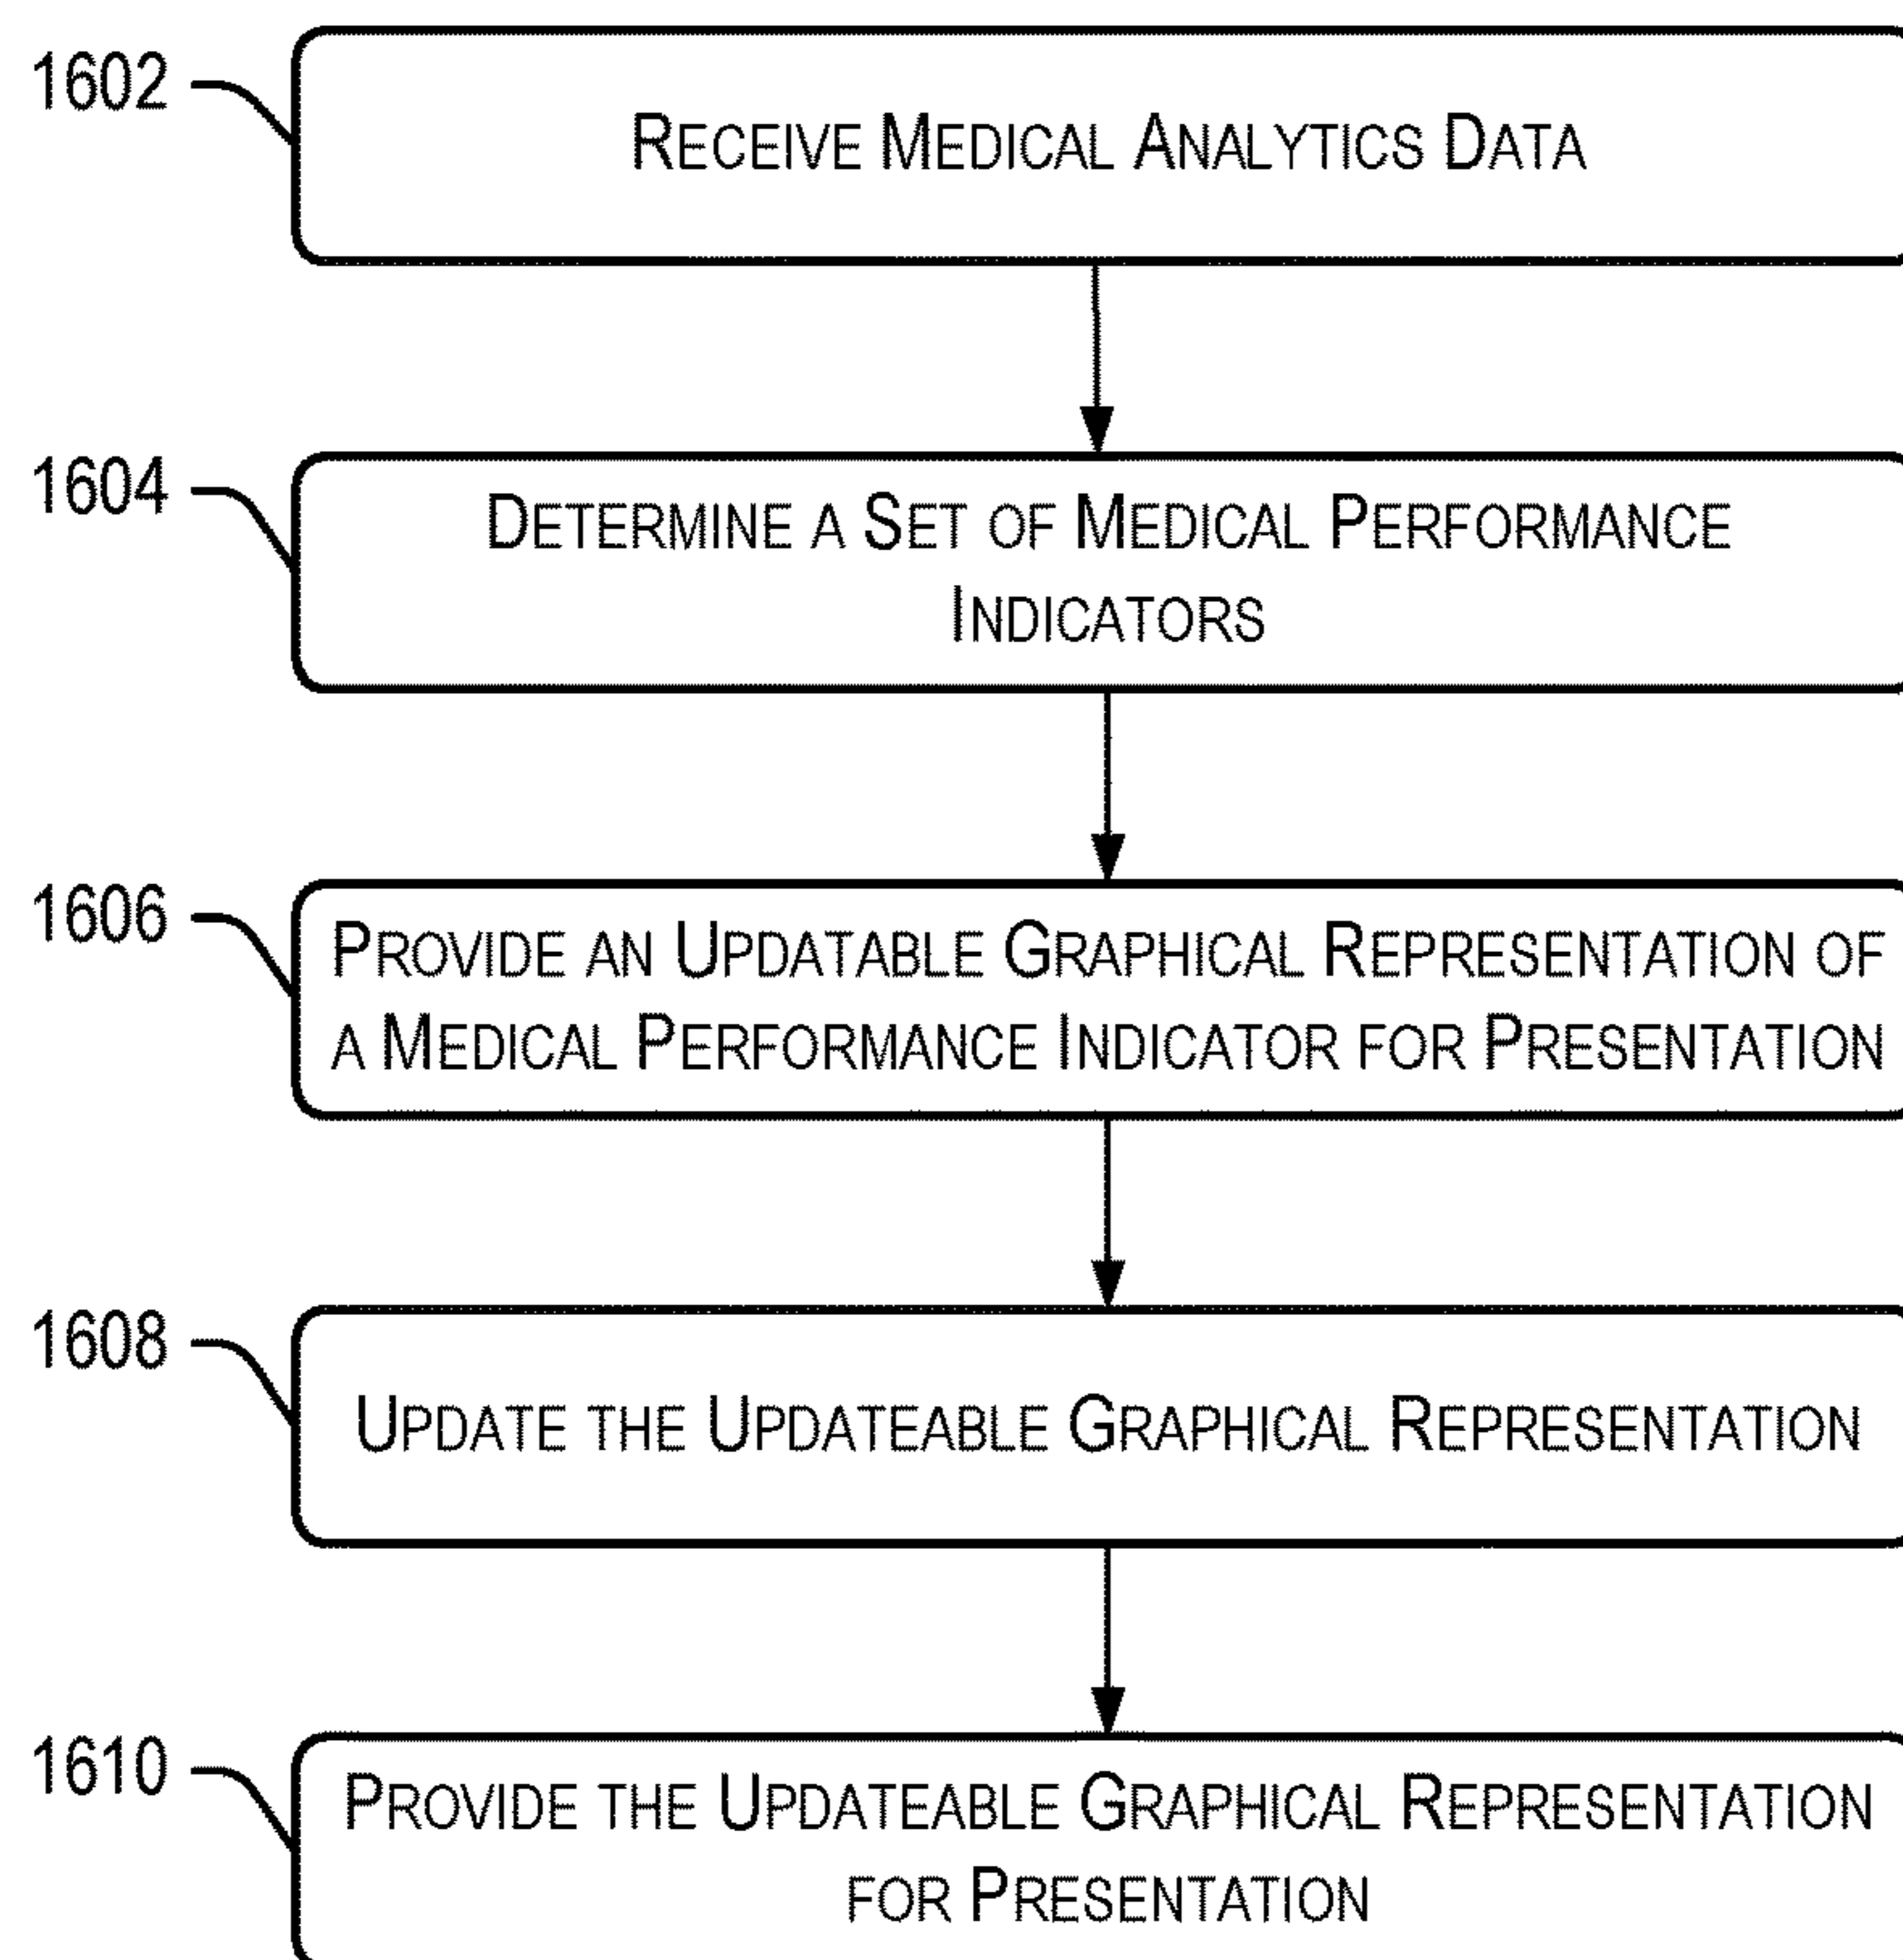 1602
RECEIVE MEDICAL ANALYTICS DATA
1604
DETERMINE A SET OF MEDICAL PERFORMANCE
INDICATORS
1606
PROVIDE AN UPDATABLE GRAPHICAL REPRESENTATION OF
A MEDICAL PERFORMANCE INDICATOR FOR PRESENTATION
1608
UPDATE THE UPDATEABLE GRAPHICAL REPRESENTATION
1610
PROVIDE THE UPDATEABLE GRAPHICAL REPRESENTATION
FOR PRESENTATION